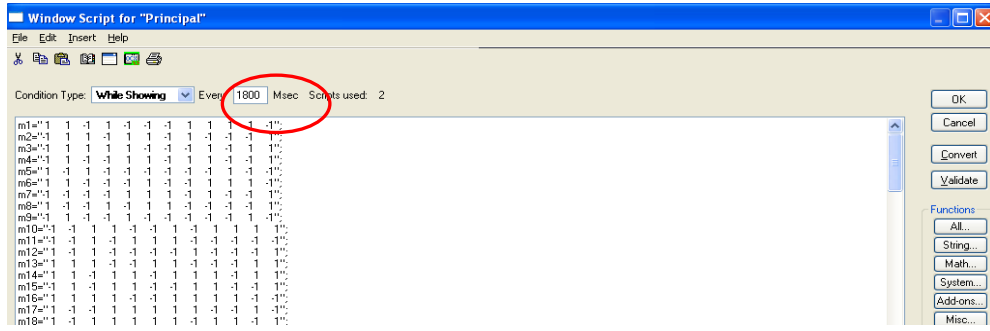 Window Script for "Principal"
File Edit Insert Help
Condition Type: While Showing Every 1800 Msec Scripts used: 2
OK
Cancel
Convert
Validate
Functions
All...
String...
Math...
System...
Add-ons...
Misc...
m1="1 1 -1 1 -1 -1 -1 1 1 1 -1 -1";
m2="-1 1 1 -1 1 1 -1 1 1 -1 -1 1";
m3="-1 1 1 1 -1 -1 -1 -1 1 -1 1 1";
m4="-1 -1 -1 1 -1 1 1 -1 1 -1 -1 1";
m5="-1 -1 1 -1 1 1 1 -1 -1 1 -1 -1";
m6="1 -1 -1 -1 1 1 1 -1 1 1 -1 1";
m7="-1 -1 -1 -1 1 1 1 -1 -1 -1 -1 1";
m8="1 -1 -1 1 -1 1 1 1 1 -1 -1 1";
m9="-1 1 -1 -1 1 -1 -1 -1 -1 1 -1 -1";
m10="-1 -1 1 1 -1 -1 1 -1 1 1 1 1";
m11="-1 -1 1 -1 1 1 1 -1 -1 -1 -1 -1";
m12="-1 1 1 -1 -1 -1 1 1 -1 -1 -1 1";
m13="1 1 -1 -1 1 1 -1 1 -1 -1 1 1";
m14="1 -1 1 1 -1 1 1 1 1 -1 1 1";
m15="-1 1 -1 1 1 -1 1 1 -1 -1 -1 1";
m16="1 1 1 -1 -1 1 1 1 1 -1 1 1";
m17="1 -1 -1 1 1 1 -1 -1 1 1 1 -1";
m18="1 -1 1 1 1 1 -1 1 1 -1 1";